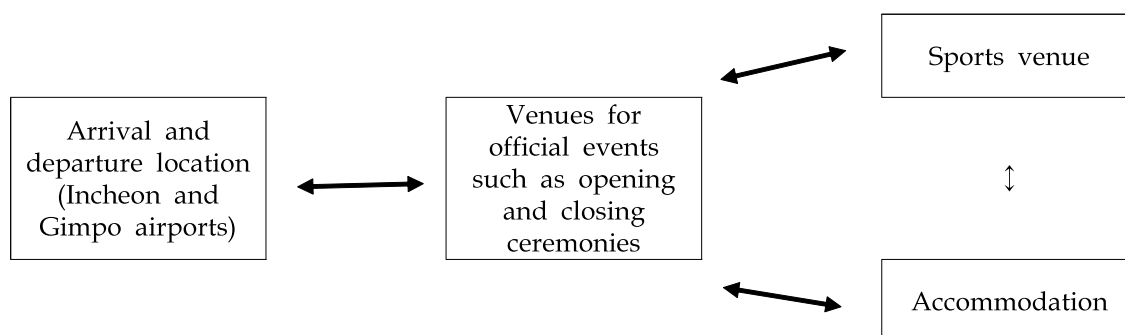 Arrival and
departure location
(Incheon and
Gimpo airports)
Venues for
official events
such as opening
and closing
ceremonies
Sports venue
↕
Accommodation